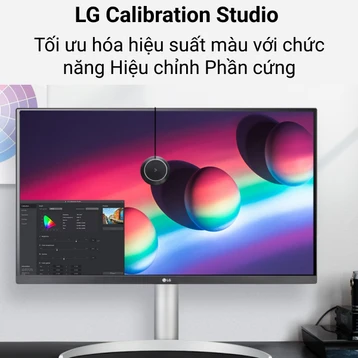 LG Calibration Studio
Tối ưu hóa hiệu suất màu với chức
năng Hiệu chỉnh Phần cứng
LG